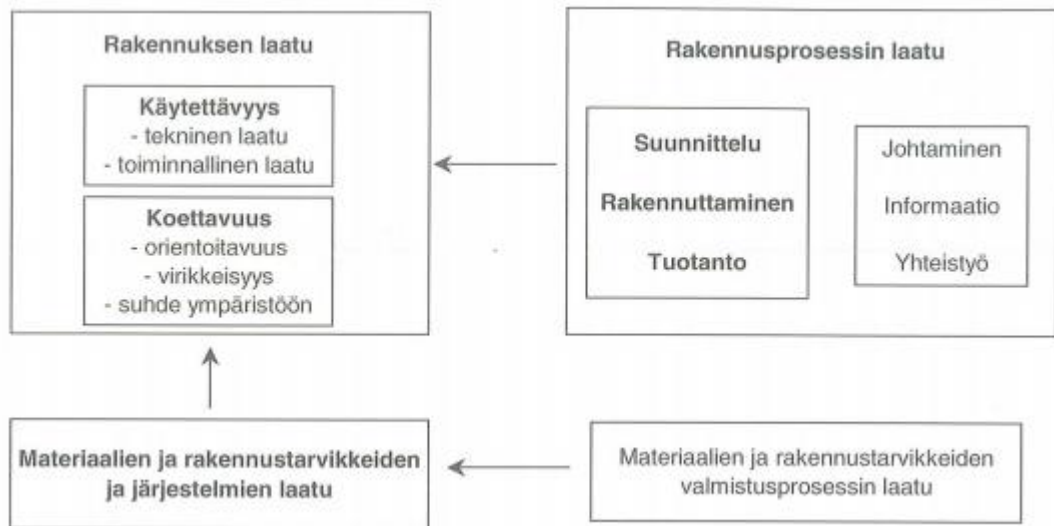 Rakennuksen laatu
Käytettävyys
- tekninen laatu
- toiminnallinen laatu
Koettavuus
- orientoitavuus
- virikkeisyys
- suhde ympäristöön
Rakennusprosessin laatu
Suunnittelu
Rakennuttaminen
Tuotanto
Johtaminen
Informaatio
Yhteistyö
Materiaalien ja rakennustarvikkeiden
ja järjestelmien laatu
Materiaalien ja rakennustarvikkeiden
valmistusprosessin laatu